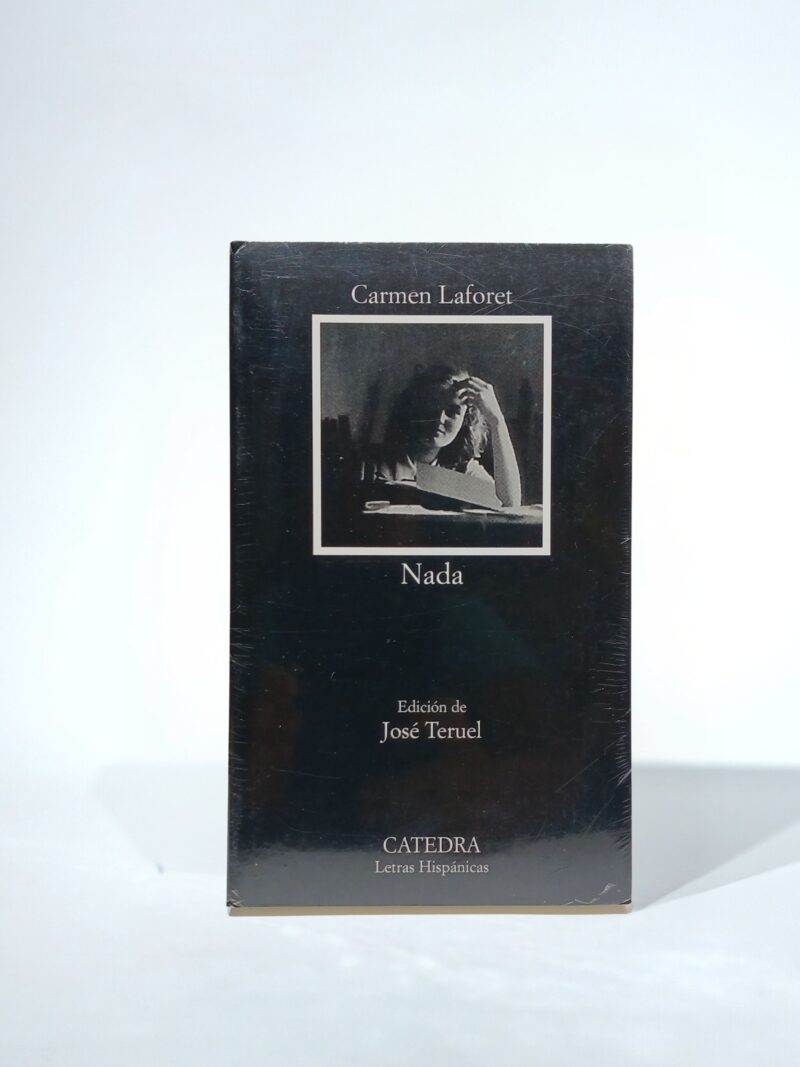 Carmen Laforet
Nada
Edición de
José Teruel
CATEDRA
Letras Hispánicas